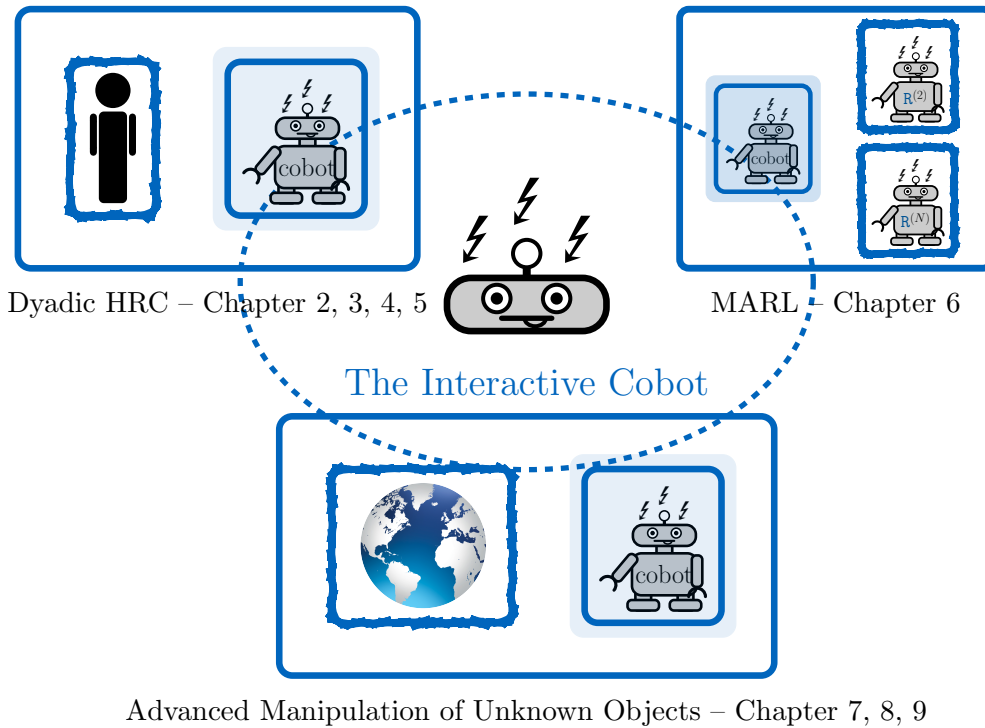 cobot
cobot
R(2)
R(N)
Dyadic HRC – Chapter 2, 3, 4, 5
MARL – Chapter 6
The Interactive Cobot
cobot
Advanced Manipulation of Unknown Objects – Chapter 7, 8, 9